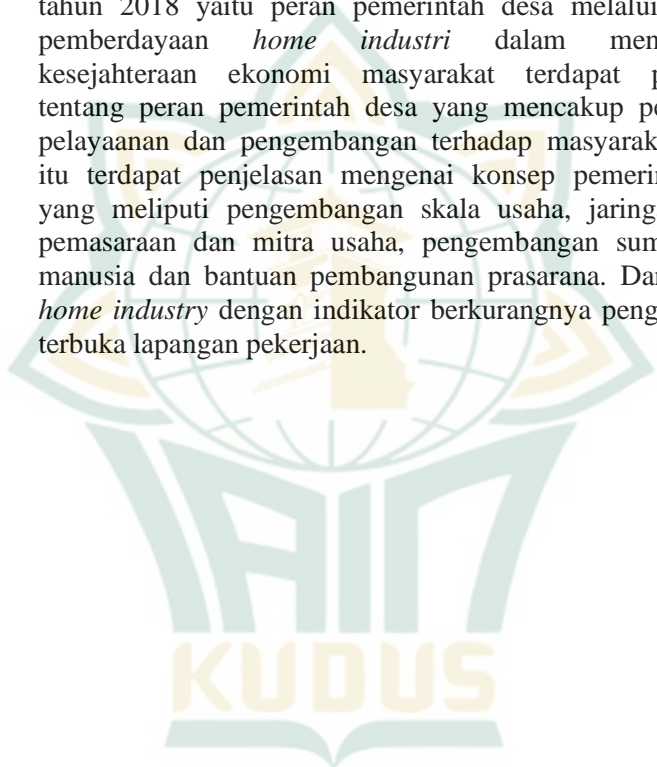 tahun 2018 yaitu peran pemerintah desa melalui
pemberdayaan home industri dalam men
kesejahteraan ekonomi masyarakat terdapat p
tentang peran pemerintah desa yang mencakup pe
pelayaanan dan pengembangan terhadap masyarak
itu terdapat penjelasan mengenai konsep pemerin
yang meliputi pengembangan skala usaha, jaring
pemasaraan dan mitra usaha, pengembangan sum
manusia dan bantuan pembangunan prasarana. Dar
home industry dengan indikator berkurangnya peng
terbuka lapangan pekerjaan.
IAIN
KUDUS